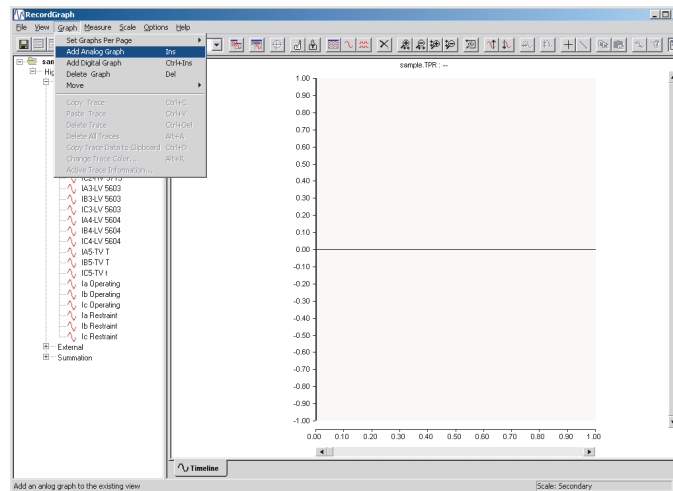 RecordGraph
File View Graph Measure Scale Options Help
Set Graphs Per Page
Add Analog Graph Ins
Add Digital Graph Ctrl+Ins
Delete Graph Del
Move
Copy Trace Ctrl+C
Paste Trace Ctrl+V
Delete Trace Ctrl+Del
Delete All Traces Alt+A
Copy Trace Data to Clipboard Ctrl+D
Change Trace Color... Alt+R
Active Trace Information...
IA3-LV 5603
IB3-LV 5603
IC3-LV 5603
IA4-LV 5604
IB4-LV 5604
IC4-LV 5604
IA5-TV T
IB5-TV T
IC5-TV t
Ia Operating
Ib Operating
Ic Operating
Ia Restraint
Ib Restraint
Ic Restraint
External
Summation
sample.TPR : --
1.00
0.90
0.80
0.70
0.60
0.50
0.40
0.30
0.20
0.10
0.00
-0.10
-0.20
-0.30
-0.40
-0.50
-0.60
-0.70
-0.80
-0.90
-1.00
0.00 0.10 0.20 0.30 0.40 0.50 0.60 0.70 0.80 0.90 1.00
Timeline
Add an anlog graph to the existing view
Scale: Secondary